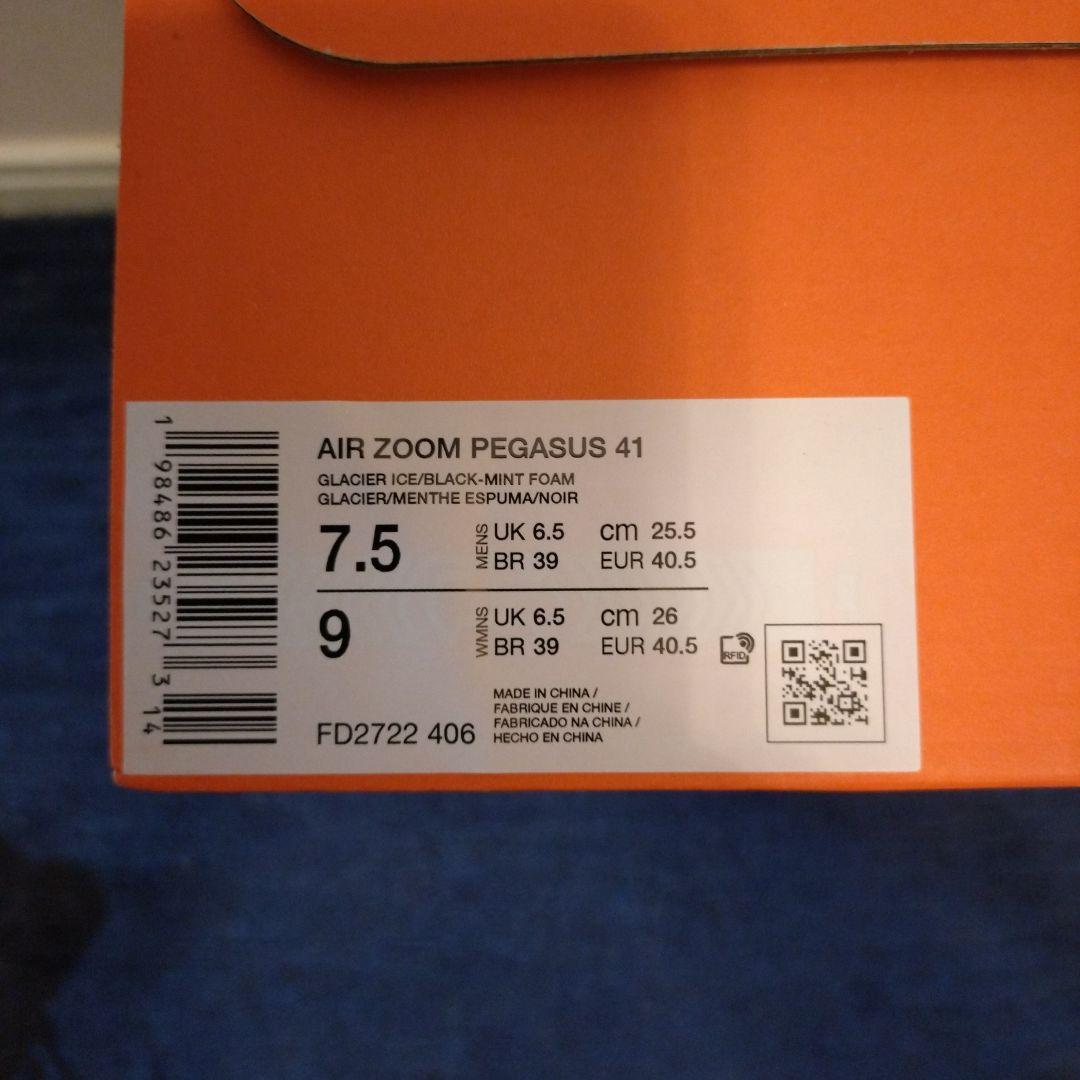 AIR ZOOM PEGASUS 41
GLACIER ICE/BLACK-MINT FOAM
GLACIER/MENTHE ESPUMA/NOIR
7.5 MENS UK 6.5 cm 25.5
BR 39 EUR 40.5
9 WMNS UK 6.5 cm 26
BR 39 EUR 40.5
RFID
FD2722 406
MADE IN CHINA /
FABRIQUE EN CHINE /
FABRICADO NA CHINA /
HECHO EN CHINA
1 98486 23527 3 14